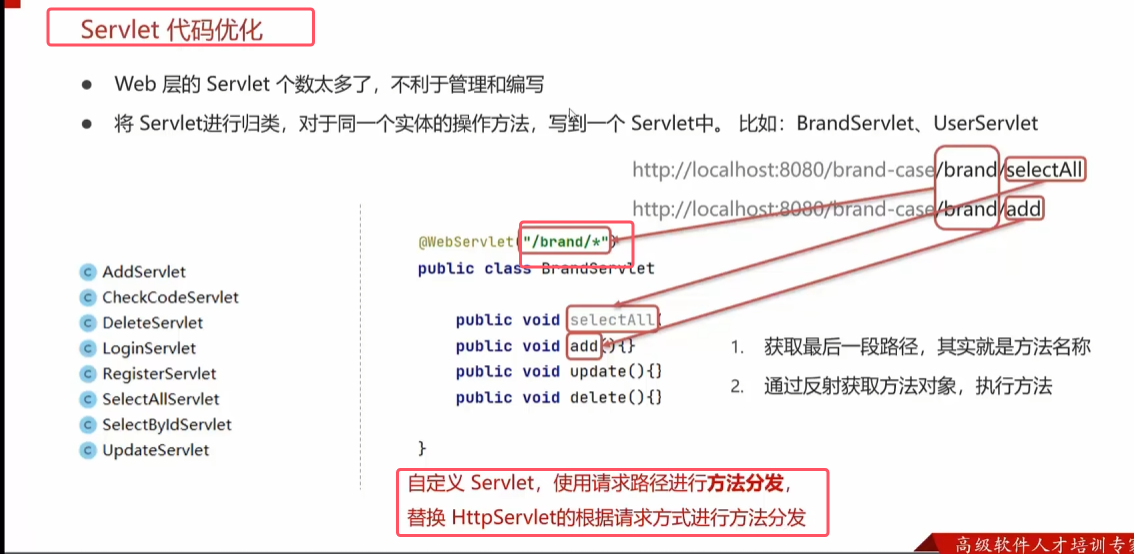 Servlet 代码优化
● Web 层的 Servlet 个数太多了，不利于管理和编写
● 将 Servlet进行归类，对于同一个实体的操作方法，写到一个 Servlet中。 比如：BrandServlet、UserServlet
http://localhost:8080/brand-case/brand/selectAll
http://localhost:8080/brand-case/brand/add
AddServlet
CheckCodeServlet
DeleteServlet
LoginServlet
RegisterServlet
SelectAllServlet
SelectByIdServlet
UpdateServlet
@WebServlet("/brand/*")
public class BrandServlet
public void selectAll
public void add(){}
public void update(){}
public void delete(){}
}
1. 获取最后一段路径，其实就是方法名称
2. 通过反射获取方法对象，执行方法
自定义 Servlet，使用请求路径进行方法分发，
替换 HttpServlet的根据请求方式进行方法分发
高级软件人才培训专